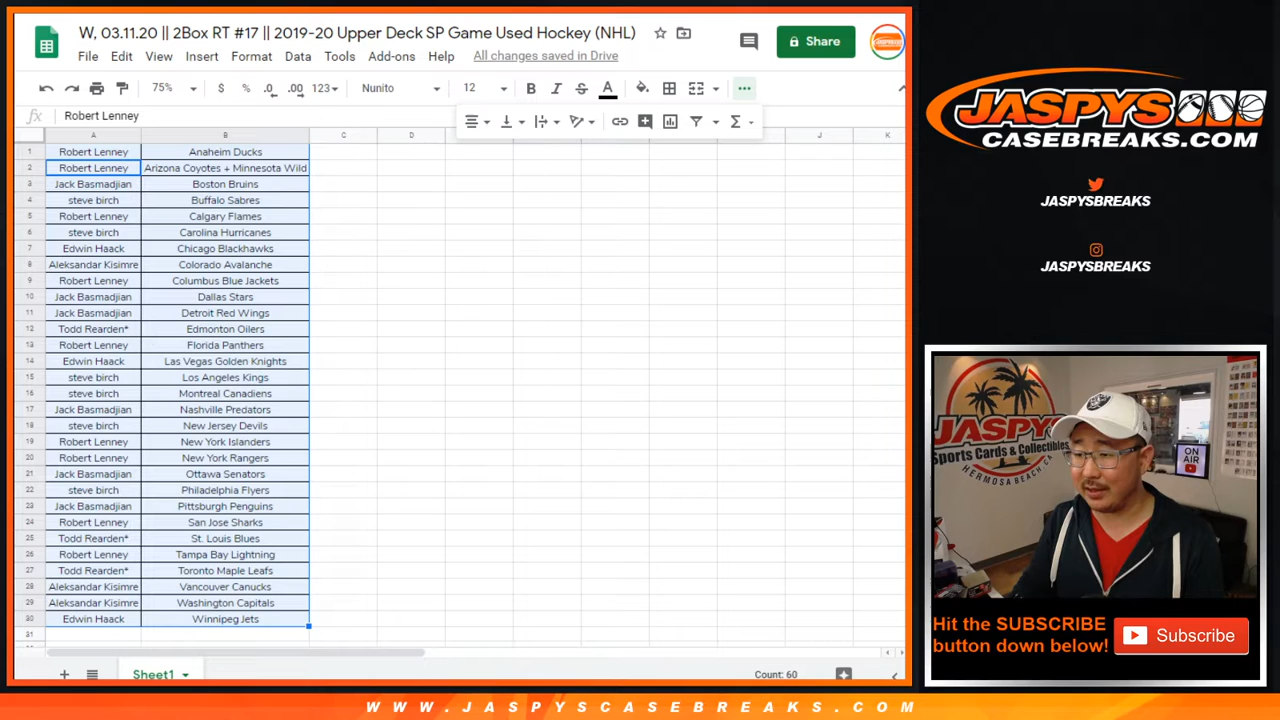 W, 03.11.20 || 2Box RT #17 || 2019-20 Upper Deck SP Game Used Hockey (NHL)
File Edit View Insert Format Data Tools Add-ons Help All changes saved in Drive
Share
75% $ % .0 .00 123 Nunito 12 B I S A
fx Robert Lenney
A B C D E F G H I J K
1 Robert Lenney Anaheim Ducks
2 Robert Lenney Arizona Coyotes + Minnesota Wild
3 Jack Basmadjian Boston Bruins
4 steve birch Buffalo Sabres
5 Robert Lenney Calgary Flames
6 steve birch Carolina Hurricanes
7 Edwin Haack Chicago Blackhawks
8 Aleksandar Kisimre Colorado Avalanche
9 Robert Lenney Columbus Blue Jackets
10 Jack Basmadjian Dallas Stars
11 Jack Basmadjian Detroit Red Wings
12 Todd Rearden* Edmonton Oilers
13 Robert Lenney Florida Panthers
14 Edwin Haack Las Vegas Golden Knights
15 steve birch Los Angeles Kings
16 steve birch Montreal Canadiens
17 Jack Basmadjian Nashville Predators
18 steve birch New Jersey Devils
19 Robert Lenney New York Islanders
20 Robert Lenney New York Rangers
21 Jack Basmadjian Ottawa Senators
22 steve birch Philadelphia Flyers
23 Jack Basmadjian Pittsburgh Penguins
24 Robert Lenney San Jose Sharks
25 Todd Rearden* St. Louis Blues
26 Robert Lenney Tampa Bay Lightning
27 Todd Rearden* Toronto Maple Leafs
28 Aleksandar Kisimre Vancouver Canucks
29 Aleksandar Kisimre Washington Capitals
30 Edwin Haack Winnipeg Jets
31
Sheet1
Count: 60
JASPYS
CASEBREAKS.COM
JASPYSBREAKS
JASPYSBREAKS
JASPYS
Sports Cards & Collectibles
HERMOSA BEACH
ON
AIR
Hit the SUBSCRIBE
button down below!
Subscribe
WWW.JASPYSCASEBREAKS.COM